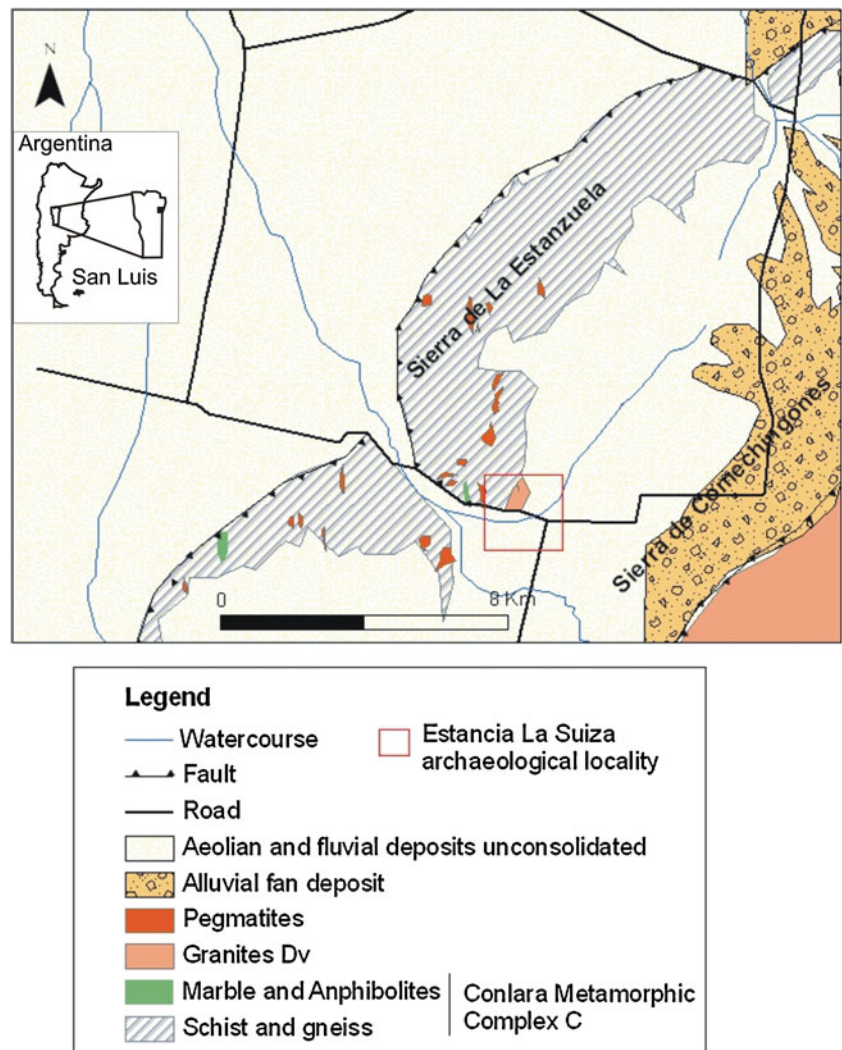 N
Argentina
San Luis
Sierra de La Estanzuela
Sierra de Comechingones
0 8 Km
Legend
Watercourse
Estancia La Suiza
archaeological locality
Fault
Road
Aeolian and fluvial deposits unconsolidated
Alluvial fan deposit
Pegmatites
Granites Dv
Marble and Anphibolites
Schist and gneiss
Conlara Metamorphic
Complex C